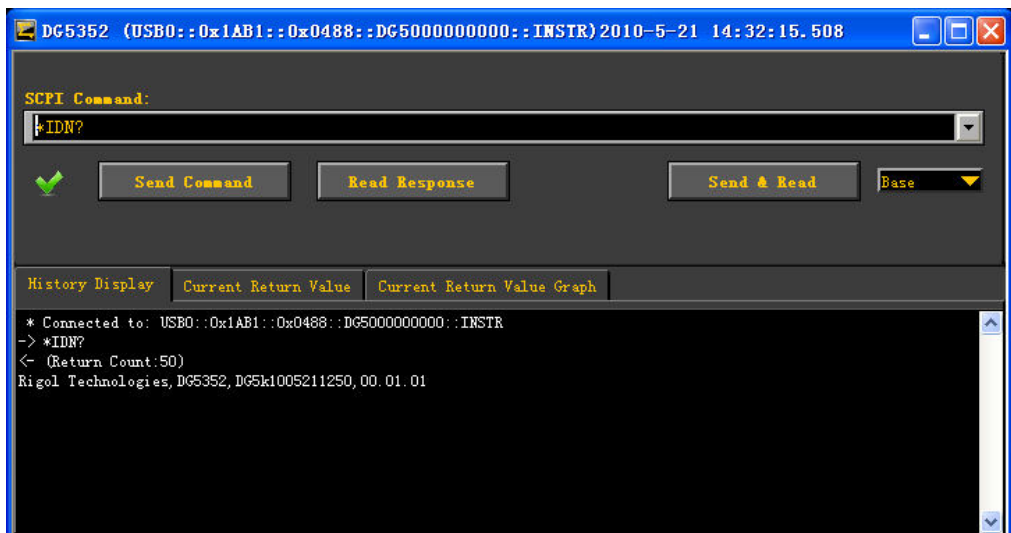 DG5352 (USB0::0x1AB1::0x0488::DG5000000000::INSTR)2010-5-21 14:32:15.508
SCPI Command:
*IDN?
Send Command Read Response Send & Read Base
History Display Current Return Value Current Return Value Graph
* Connected to: USB0::0x1AB1::0x0488::DG5000000000::INSTR
-> *IDN?
<- (Return Count:50)
Rigol Technologies,DG5352,DG5k1005211250,00.01.01